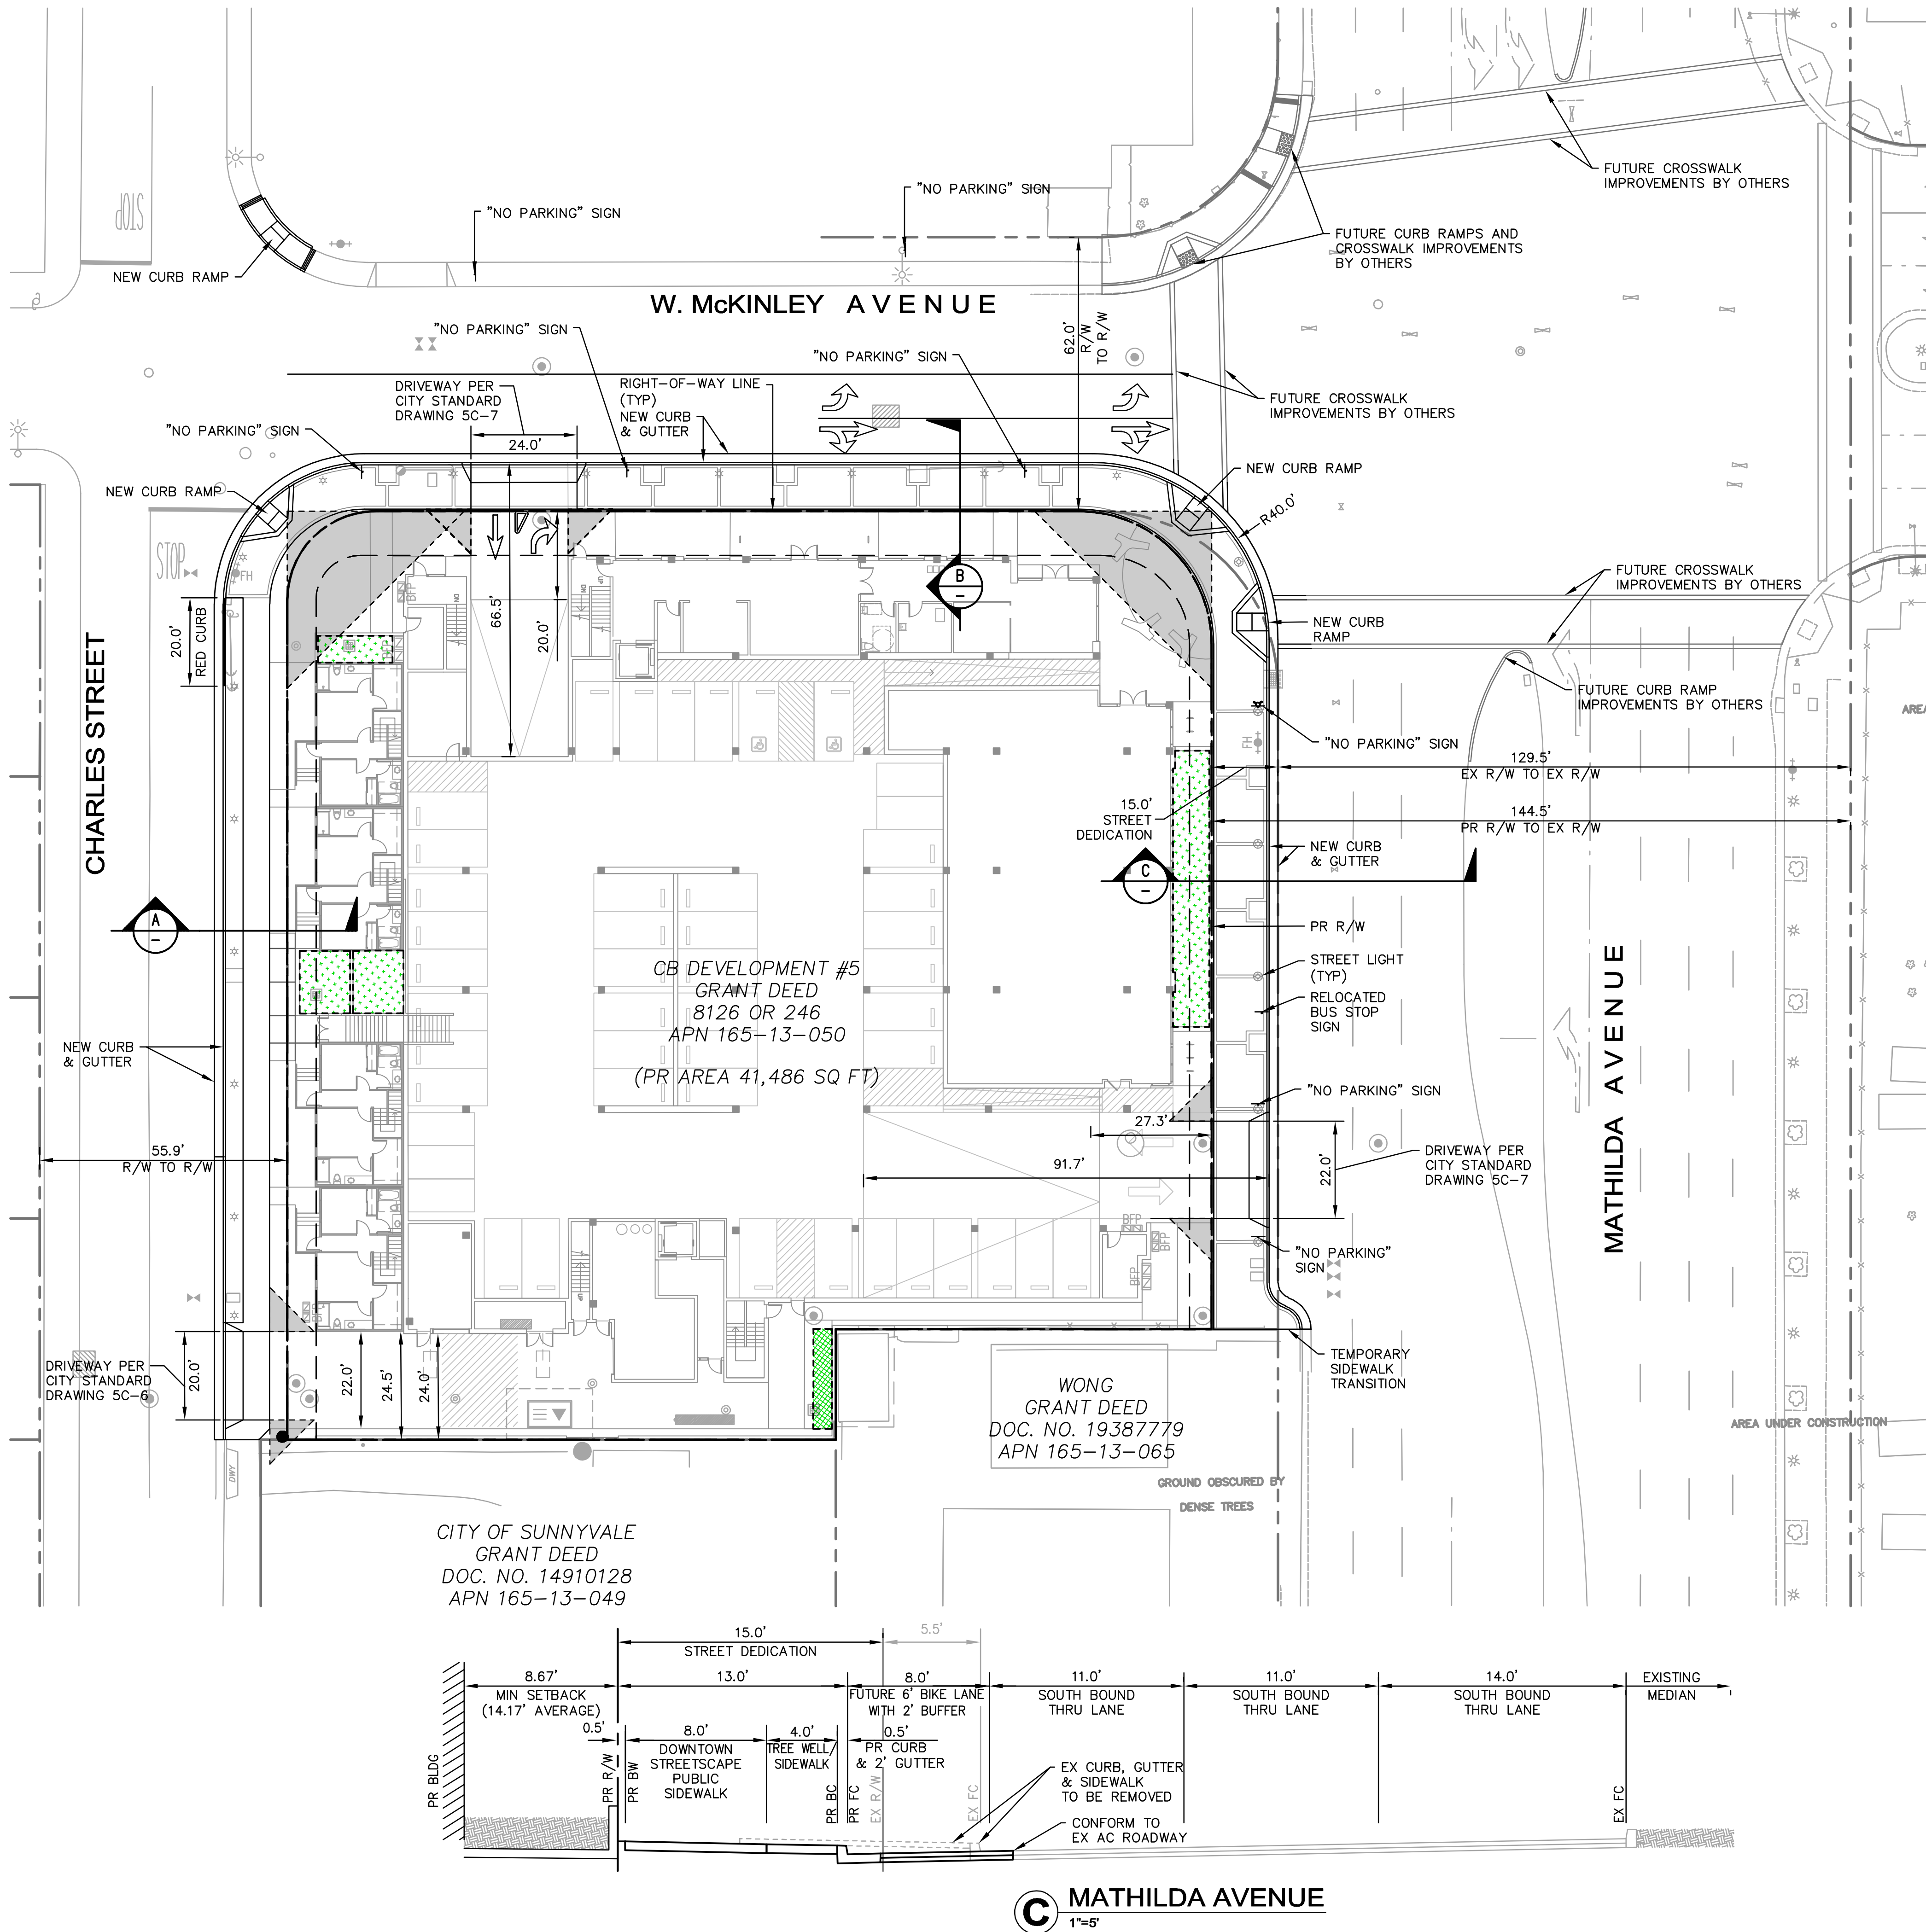 STOP
"NO PARKING" SIGN
"NO PARKING" SIGN
NEW CURB RAMP
FUTURE CROSSWALK
IMPROVEMENTS BY OTHERS
FUTURE CURB RAMPS AND
CROSSWALK IMPROVEMENTS
BY OTHERS
W. McKINLEY AVENUE
62.0'
R/W
TO R/W
"NO PARKING" SIGN
"NO PARKING" SIGN
DRIVEWAY PER
CITY STANDARD
DRAWING 5C-7
24.0'
RIGHT-OF-WAY LINE
(TYP)
NEW CURB
& GUTTER
FUTURE CROSSWALK
IMPROVEMENTS BY OTHERS
"NO PARKING" SIGN
NEW CURB RAMP
NEW CURB RAMP
R40.0'
STOP
FH
BFP
UP
DN
DN
B
–
66.5'
20.0'
20.0'
RED CURB
FUTURE CROSSWALK
IMPROVEMENTS BY OTHERS
NEW CURB
RAMP
FUTURE CURB RAMP
IMPROVEMENTS BY OTHERS
AREA
"NO PARKING" SIGN
FH
CHARLES STREET
129.5'
EX R/W TO EX R/W
15.0'
STREET
DEDICATION
144.5'
PR R/W TO EX R/W
NEW CURB
& GUTTER
C
–
A
–
PR R/W
STREET LIGHT
(TYP)
RELOCATED
BUS STOP
SIGN
MATHILDA AVENUE
CB DEVELOPMENT #5
GRANT DEED
8126 OR 246
APN 165-13-050
(PR AREA 41,486 SQ FT)
NEW CURB
& GUTTER
"NO PARKING" SIGN
27.3'
55.9'
R/W TO R/W
91.7'
22.0'
DRIVEWAY PER
CITY STANDARD
DRAWING 5C-7
BFP
BFP
BFP
UP
"NO PARKING"
SIGN
DRIVEWAY PER
CITY STANDARD
DRAWING 5C-6
20.0'
22.0'
24.5'
24.0'
TEMPORARY
SIDEWALK
TRANSITION
WONG
GRANT DEED
DOC. NO. 19387779
APN 165-13-065
AREA UNDER CONSTRUCTION
DWY
GROUND OBSCURED BY
DENSE TREES
CITY OF SUNNYVALE
GRANT DEED
DOC. NO. 14910128
APN 165-13-049
15.0'
STREET DEDICATION
5.5'
8.67'
MIN SETBACK
(14.17' AVERAGE)
13.0'
8.0'
FUTURE 6' BIKE LANE
WITH 2' BUFFER
11.0'
SOUTH BOUND
THRU LANE
11.0'
SOUTH BOUND
THRU LANE
14.0'
SOUTH BOUND
THRU LANE
EXISTING
MEDIAN
0.5'
8.0'
DOWNTOWN
STREETSCAPE
PUBLIC
SIDEWALK
4.0'
TREE WELL/
SIDEWALK
0.5'
PR CURB
& 2' GUTTER
PR BLDG
PR R/W
PR BW
PR BC
PR FC
EX R/W
EX FC
EX FC
EX CURB, GUTTER
& SIDEWALK
TO BE REMOVED
CONFORM TO
EX AC ROADWAY
C
MATHILDA AVENUE
1"=5'